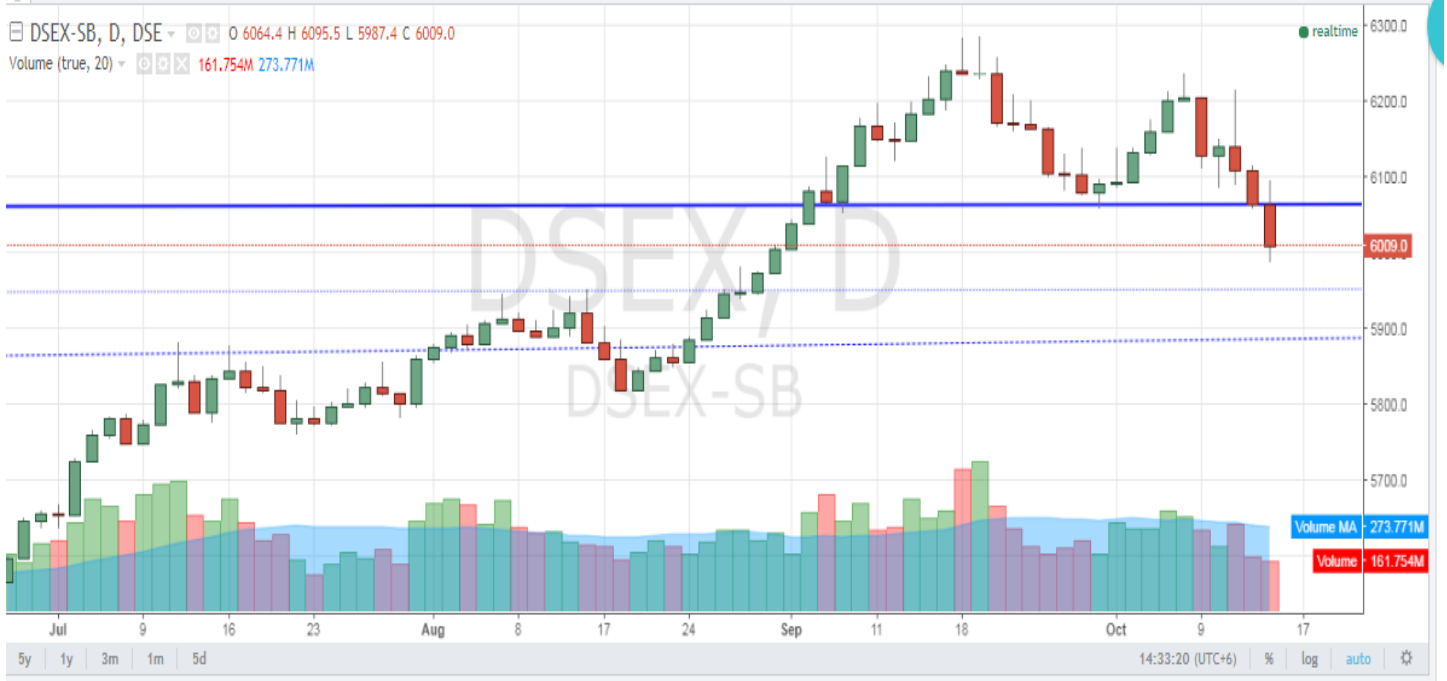 DSEX-SB, D, DSE O 6064.4 H 6095.5 L 5987.4 C 6009.0
Volume (true, 20) 161.754M 273.771M
realtime
6300.0
6200.0
6100.0
6009.0
5900.0
5800.0
5700.0
DSEX, D
DSEX-SB
Volume MA 273.771M
Volume 161.754M
Jul 9 16 23 Aug 8 17 24 Sep 11 18 Oct 9 17
5y 1y 3m 1m 5d 14:33:20 (UTC+6) % log auto